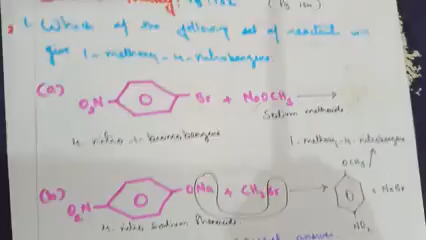 1. Which of the following set of reactant will
give 1-methoxy-4-nitrobenzene.
(a) O₂N Br + NaOCH₃ →
Sodium methoxide
4-nitro-1-bromobenzene 1-methoxy-4-nitrobenzene
OCH₃
(b) O₂N ONa + CH₃Br → + NaBr
NO₂
4-nitro Sodium Phenoxide